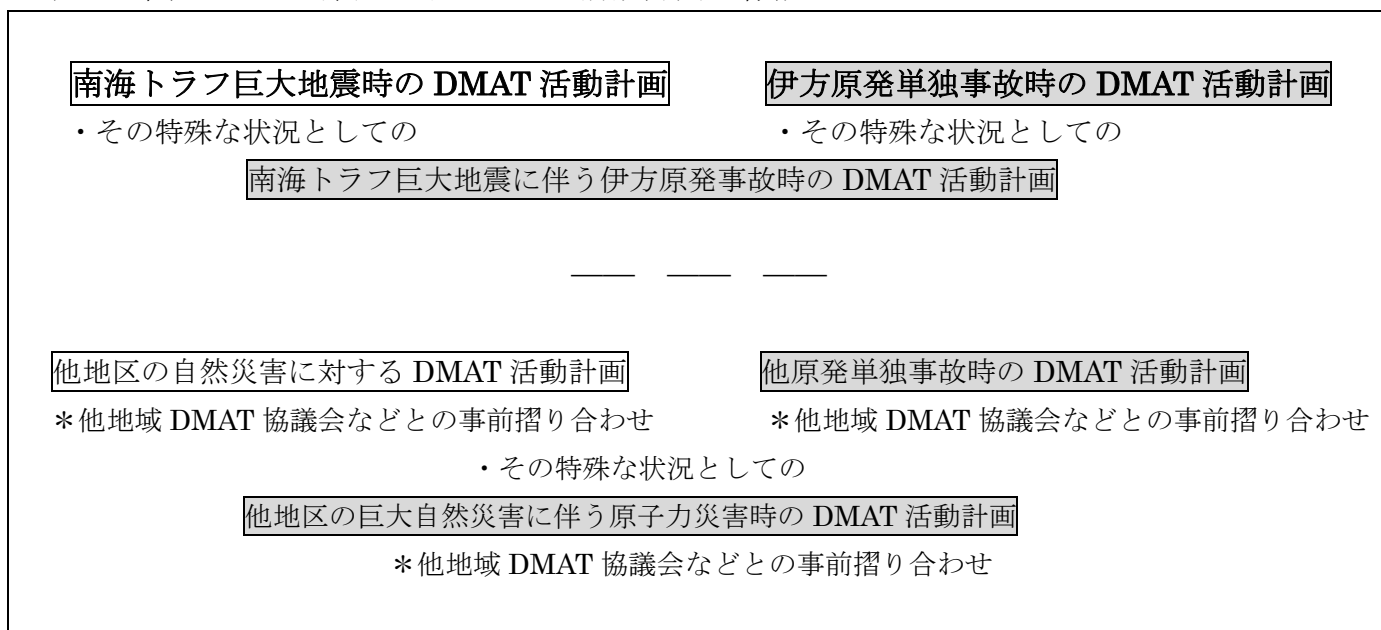 南海トラフ巨大地震時の DMAT 活動計画 伊方原発単独事故時の DMAT 活動計画
・その特殊な状況としての ・その特殊な状況としての
南海トラフ巨大地震に伴う伊方原発事故時の DMAT 活動計画
他地区の自然災害に対する DMAT 活動計画 他原発単独事故時の DMAT 活動計画
＊他地域 DMAT 協議会などとの事前摺り合わせ ＊他地域 DMAT 協議会などとの事前摺り合わせ
・その特殊な状況としての
他地区の巨大自然災害に伴う原子力災害時の DMAT 活動計画
＊他地域 DMAT 協議会などとの事前摺り合わせ